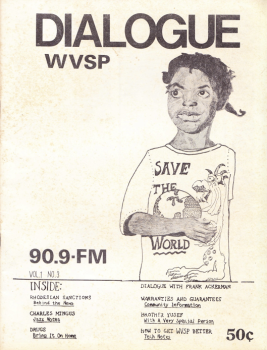 DIALOGUE
WVSP
SAVE
THE
WORLD
90.9·FM
VOL.1 NO.3
INSIDE:
RHODESIAN SANCTIONS
Behind the News
CHARLES MINGUS
Jazz Notes
DRUGS
Bring It On Home
DIALOGUE WITH FRANK ACKERMAN
WARRANTIES AND GUARANTEES
Community Information
BROTHER YUSEF
With A Very Special Person
HOW TO GET WVSP BETTER
Tech Notes
50¢